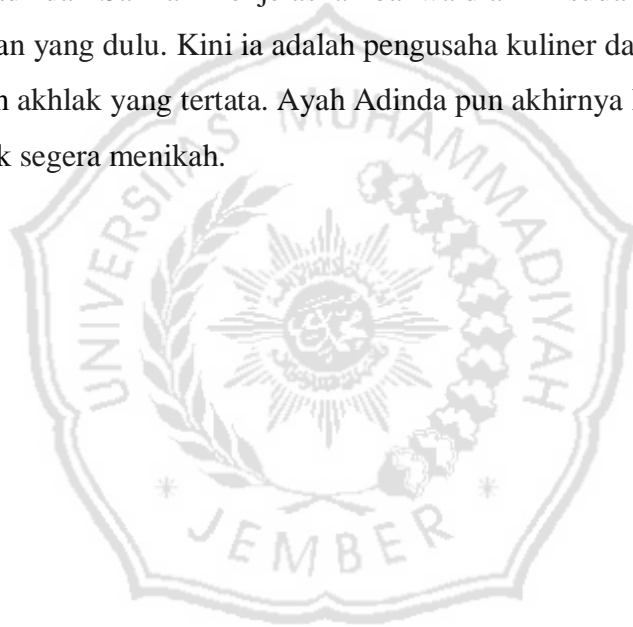 an yang dulu. Kini ia adalah pengusaha kuliner da
akhlak yang tertata. Ayah Adinda pun akhirnya
k segera menikah.
UNIVERSITAS MUHAMMADIYAH
JEMBER